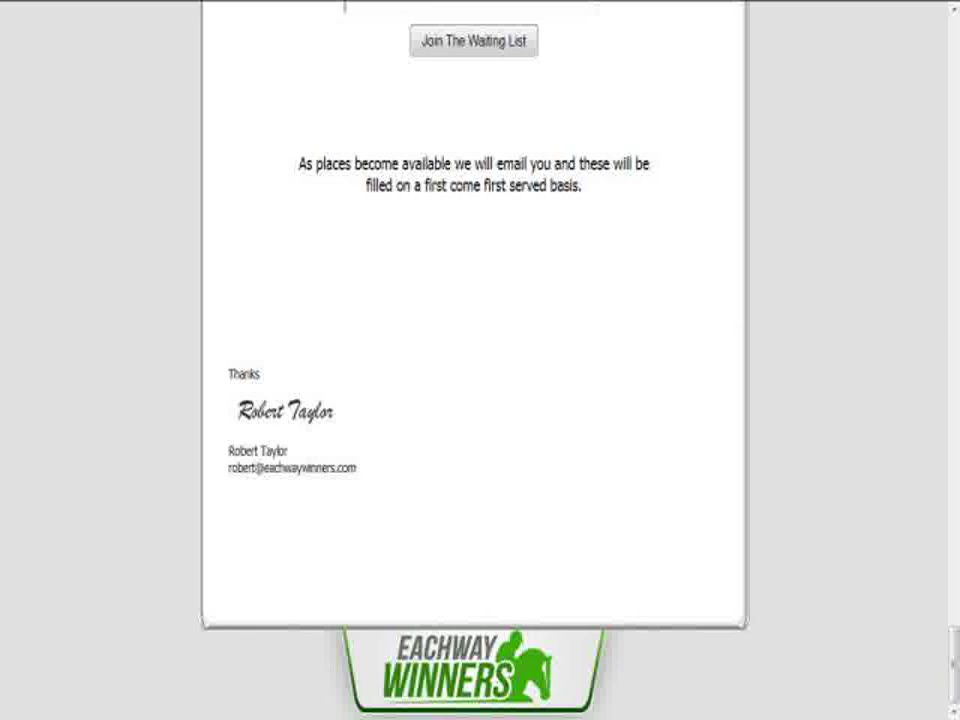 Join The Waiting List
As places become available we will email you and these will be
filled on a first come first served basis.
Thanks
Robert Taylor
Robert Taylor
robert@eachwaywinners.com
EACHWAY
WINNERS